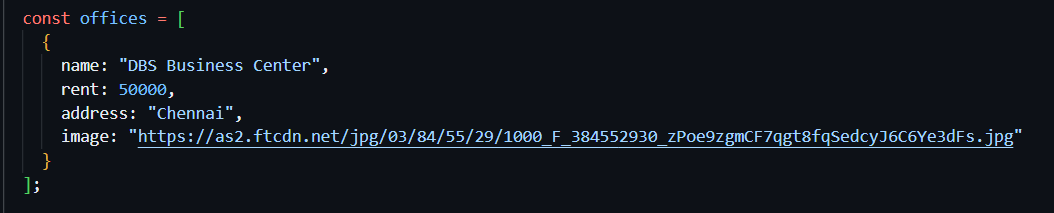 const offices = [
{
name: "DBS Business Center",
rent: 50000,
address: "Chennai",
image: "https://as2.ftcdn.net/jpg/03/84/55/29/1000_F_384552930_zPoe9zgmCF7qgt8fqSedcyJ6C6Ye3dFs.jpg"
}
];